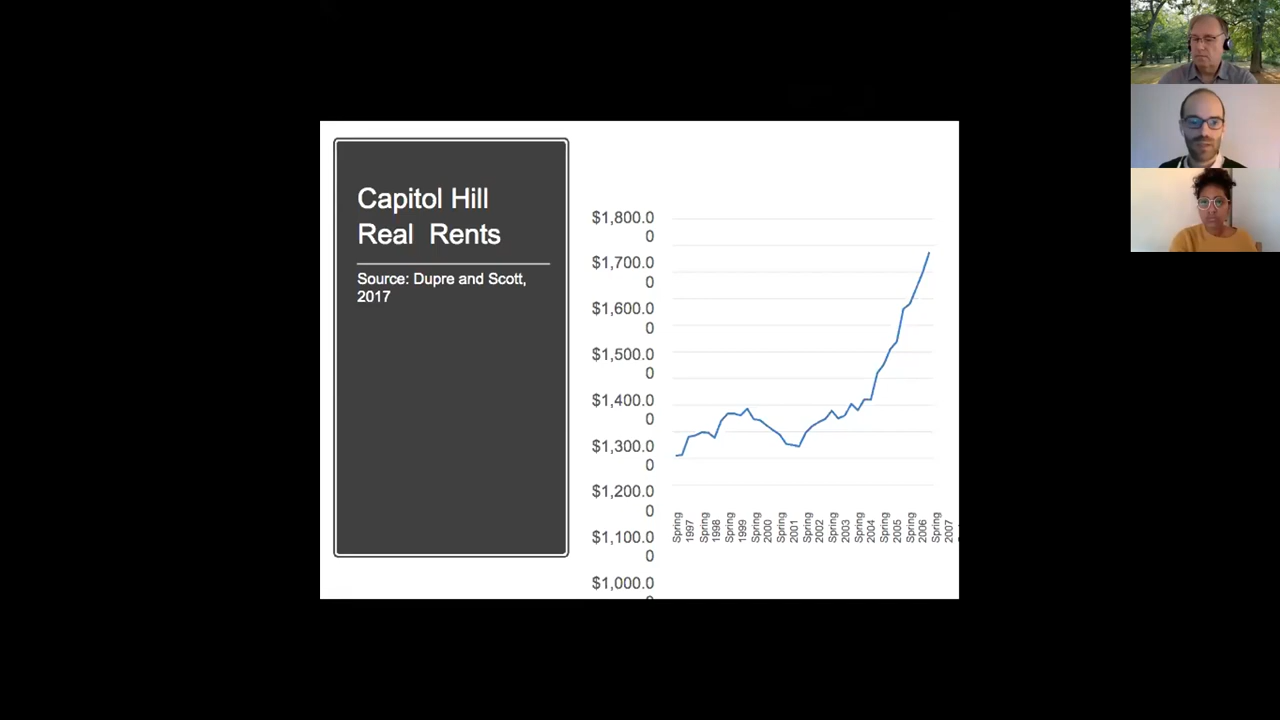 Capitol Hill
Real  Rents
Source: Dupre and Scott,
2017
$1,800.0
0
$1,700.0
0
$1,600.0
0
$1,500.0
0
$1,400.0
0
$1,300.0
0
$1,200.0
0
$1,100.0
0
$1,000.0
Spring
1997
Spring
1998
Spring
1999
Spring
2000
Spring
2001
Spring
2002
Spring
2003
Spring
2004
Spring
2005
Spring
2006
Spring
2007